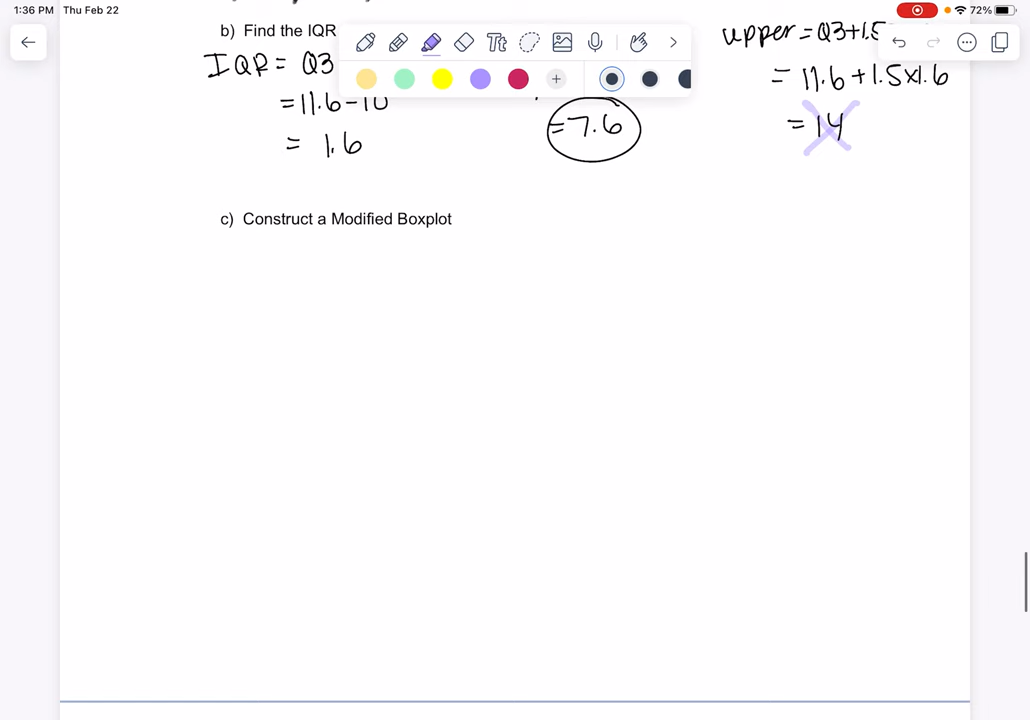 1:36 PM Thu Feb 22
72%
b) Find the IQR
IQR = Q3
= 11.6 - 10
= 1.6
= 7.6
upper = Q3 + 1.5
= 11.6 + 1.5 x 1.6
= 14
Tt
c) Construct a Modified Boxplot